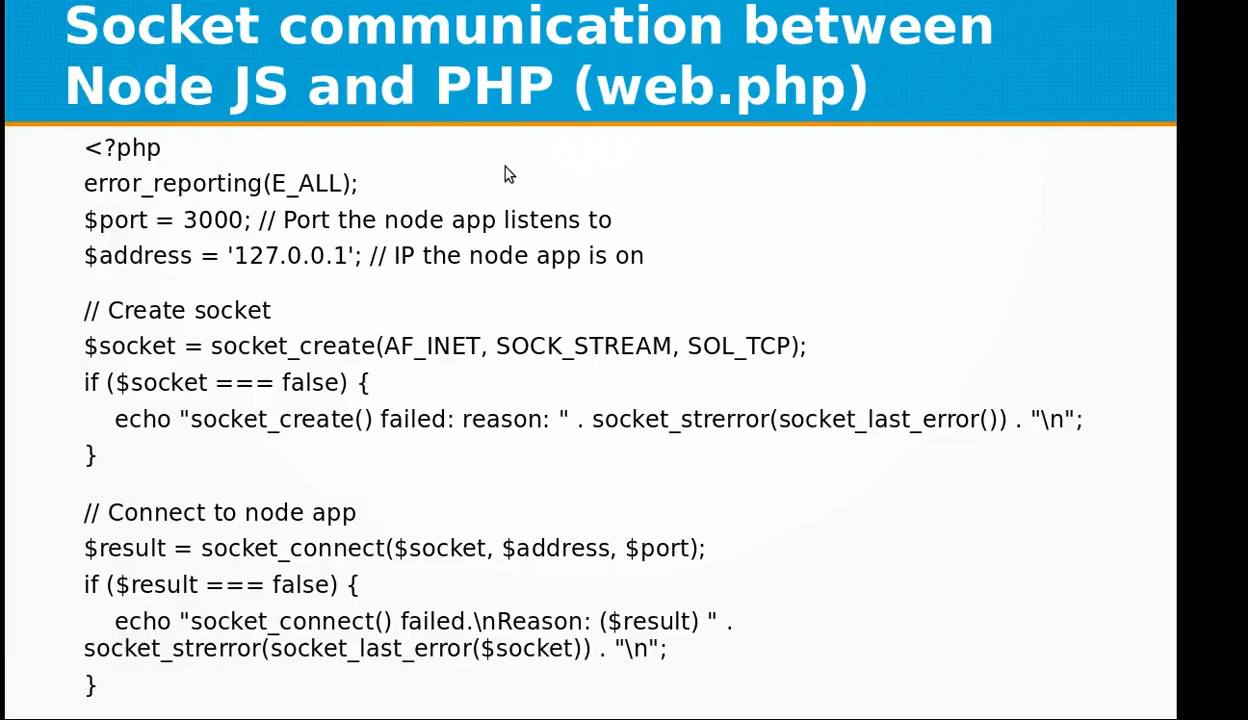 Socket communication between
Node JS and PHP (web.php)
<?php
error_reporting(E_ALL);
$port = 3000; // Port the node app listens to
$address = '127.0.0.1'; // IP the node app is on
// Create socket
$socket = socket_create(AF_INET, SOCK_STREAM, SOL_TCP);
if ($socket === false) {
    echo "socket_create() failed: reason: " . socket_strerror(socket_last_error()) . "\n";
}
// Connect to node app
$result = socket_connect($socket, $address, $port);
if ($result === false) {
    echo "socket_connect() failed.\nReason: ($result) " .
socket_strerror(socket_last_error($socket)) . "\n";
}